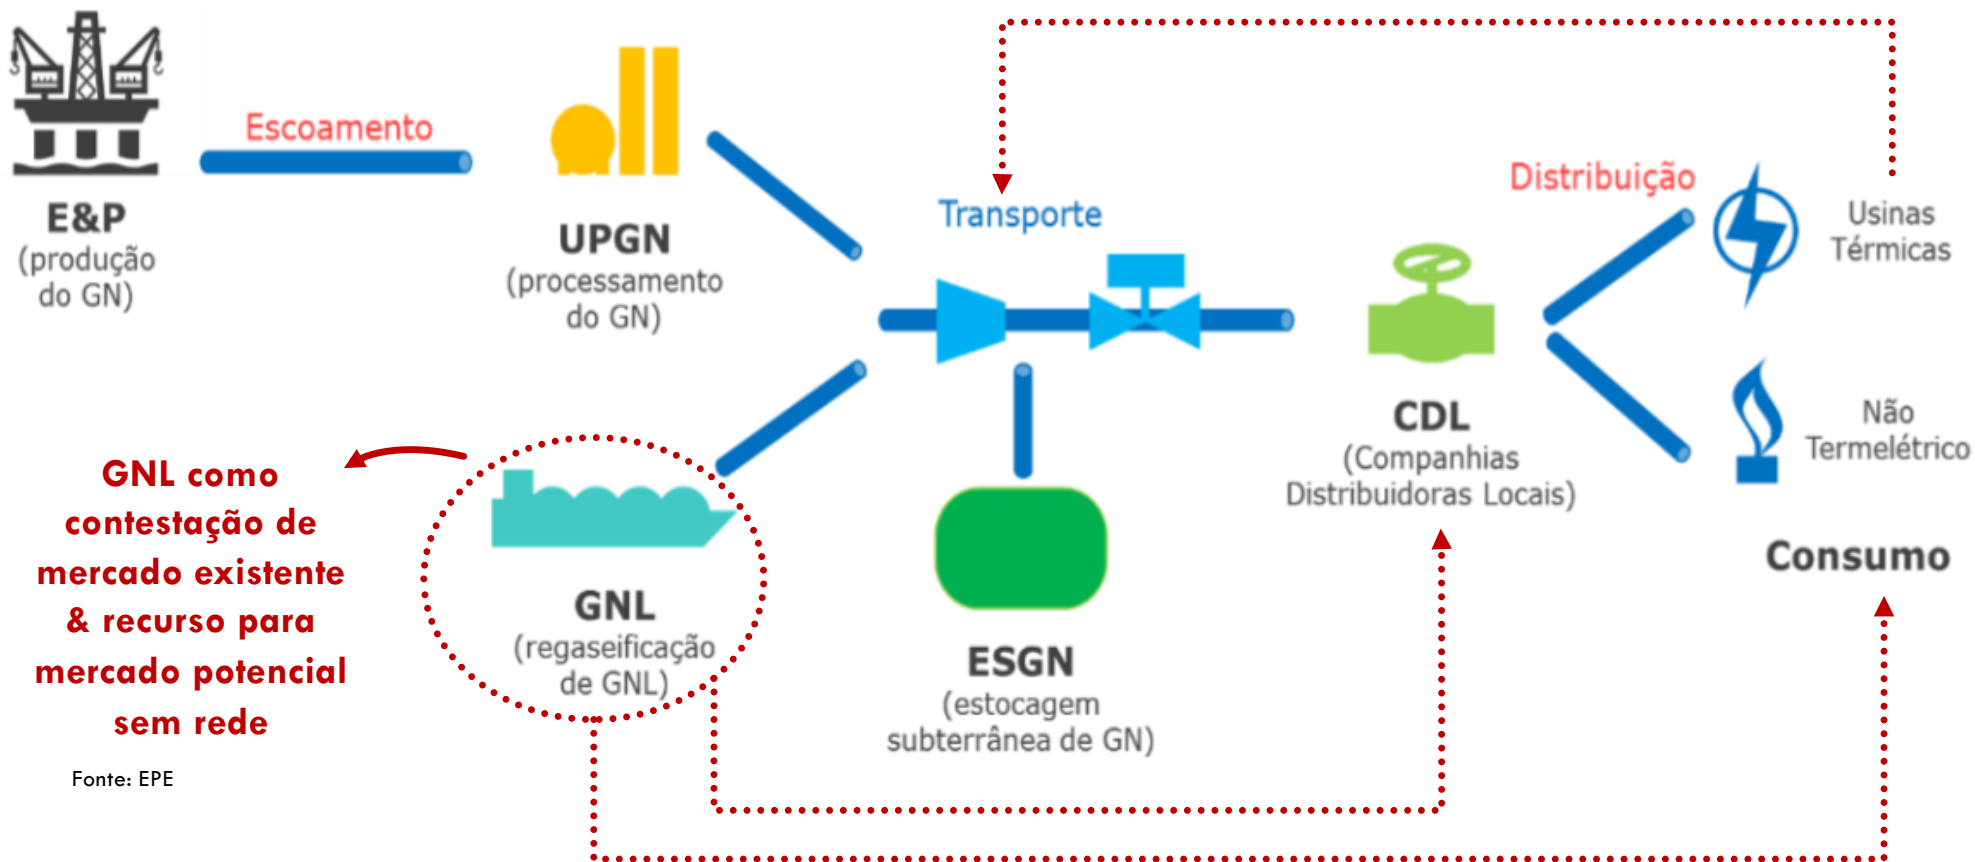 Escoamento
E&P
(produção
do GN)
UPGN
(processamento
do GN)
Transporte
Distribuição
Usinas
Térmicas
CDL
(Companhias
Distribuidoras Locais)
Não
Termelétrico
Consumo
GNL como
contestação de
mercado existente
& recurso para
mercado potencial
sem rede
GNL
(regaseificação
de GNL)
ESGN
(estocagem
subterrânea de GN)
Fonte: EPE